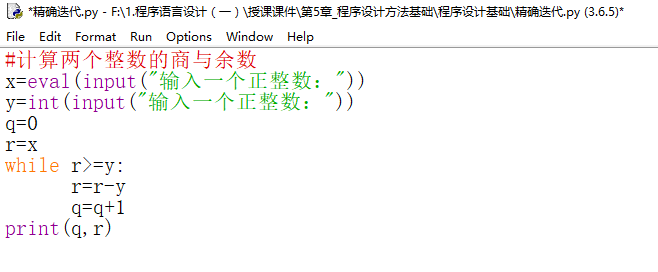 *精确迭代.py - F:\1.程序语言设计（一）\授课课件\第5章_程序设计方法基础\程序设计基础\精确迭代.py (3.6.5)*
File Edit Format Run Options Window Help
#计算两个整数的商与余数
x=eval(input("输入一个正整数："))
y=int(input("输入一个正整数："))
q=0
r=x
while r>=y:
      r=r-y
      q=q+1
print(q,r)